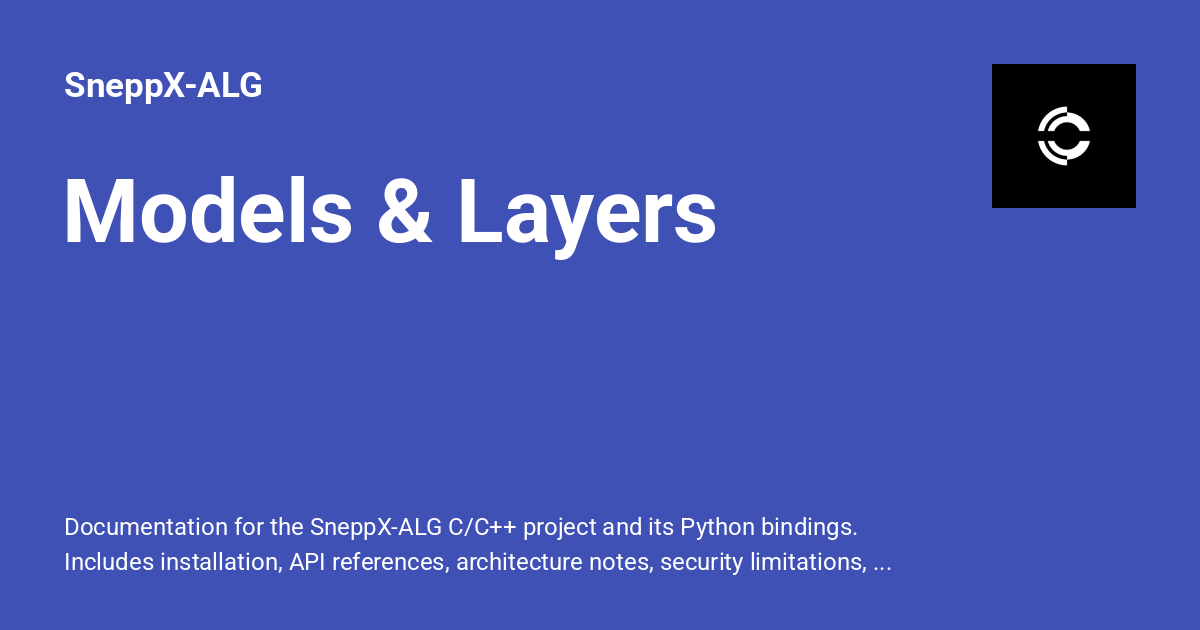 SneppX-ALG
Models & Layers
Documentation for the SneppX-ALG C/C++ project and its Python bindings.
Includes installation, API references, architecture notes, security limitations, ...